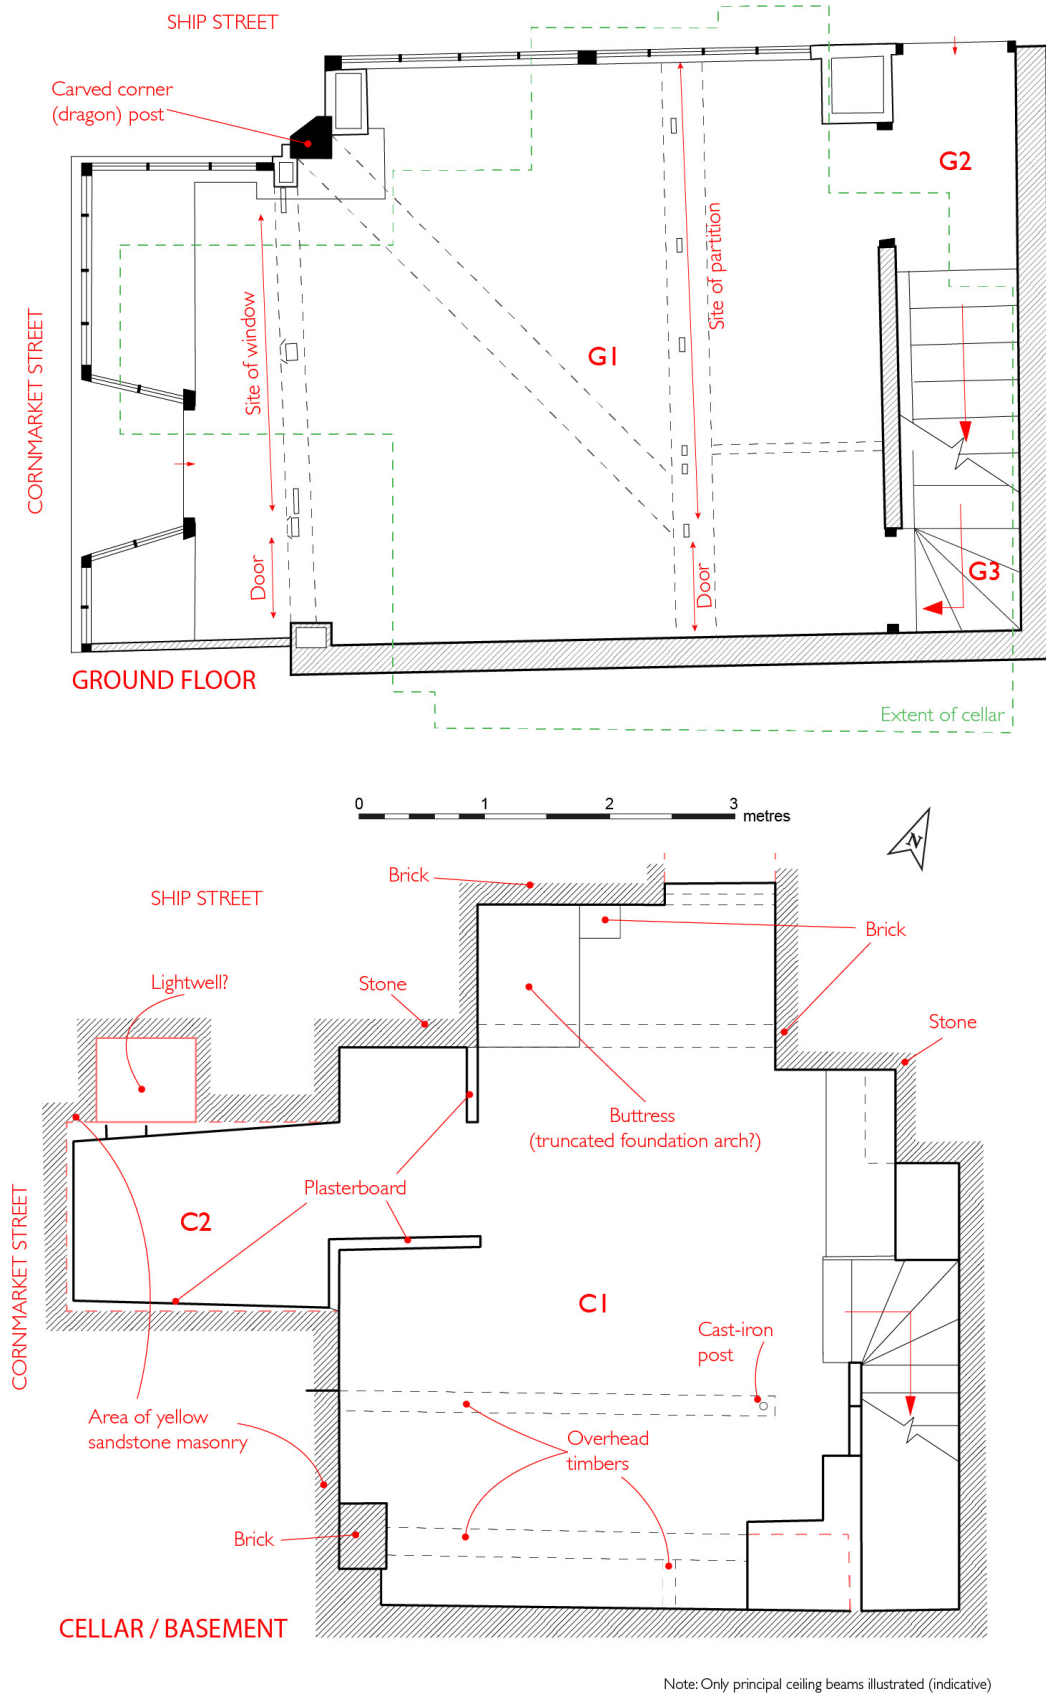 SHIP STREET
Carved corner
(dragon) post
G2
Site of partition
Site of window
G1
CORNMARKET STREET
Door
Door
G3
GROUND FLOOR
Extent of cellar
0 1 2 3
metres
N
SHIP STREET
Brick
Brick
Lightwell?
Stone
Stone
Buttress
(truncated foundation arch?)
Plasterboard
C2
CORNMARKET STREET
C1
Cast-iron
post
Area of yellow
sandstone masonry
Overhead
timbers
Brick
CELLAR / BASEMENT
Note: Only principal ceiling beams illustrated (indicative)